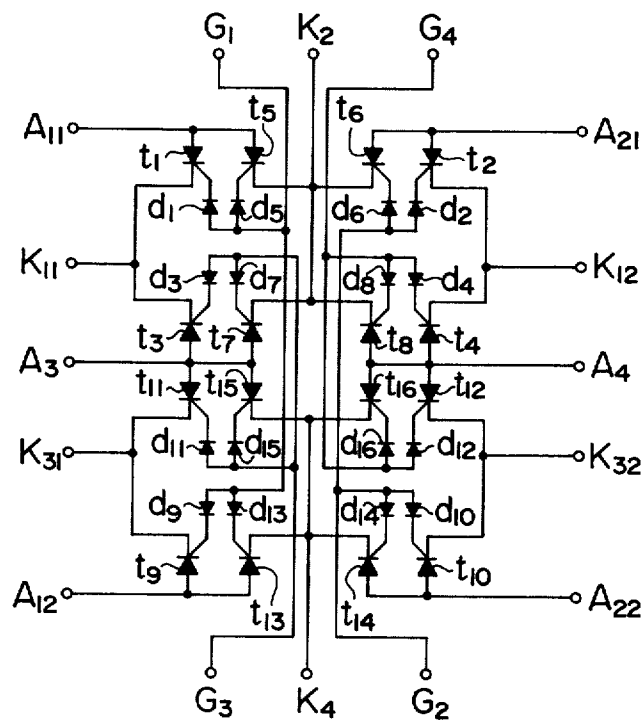 G1 K2 G4
t5 t6
A11 A21
t1 t2
d1 d5 d6 d2
K11 d3 d7 d8 d4 K12
t3 t7 t8 t4
A3 A4
t11 t15 t16 t12
K31 d11 d15 d16 d12 K32
d9 d13 d14 d10
t9 t10
A12 t13 t14 A22
G3 K4 G2